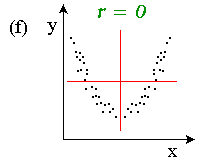 r = 0
(f) y
x